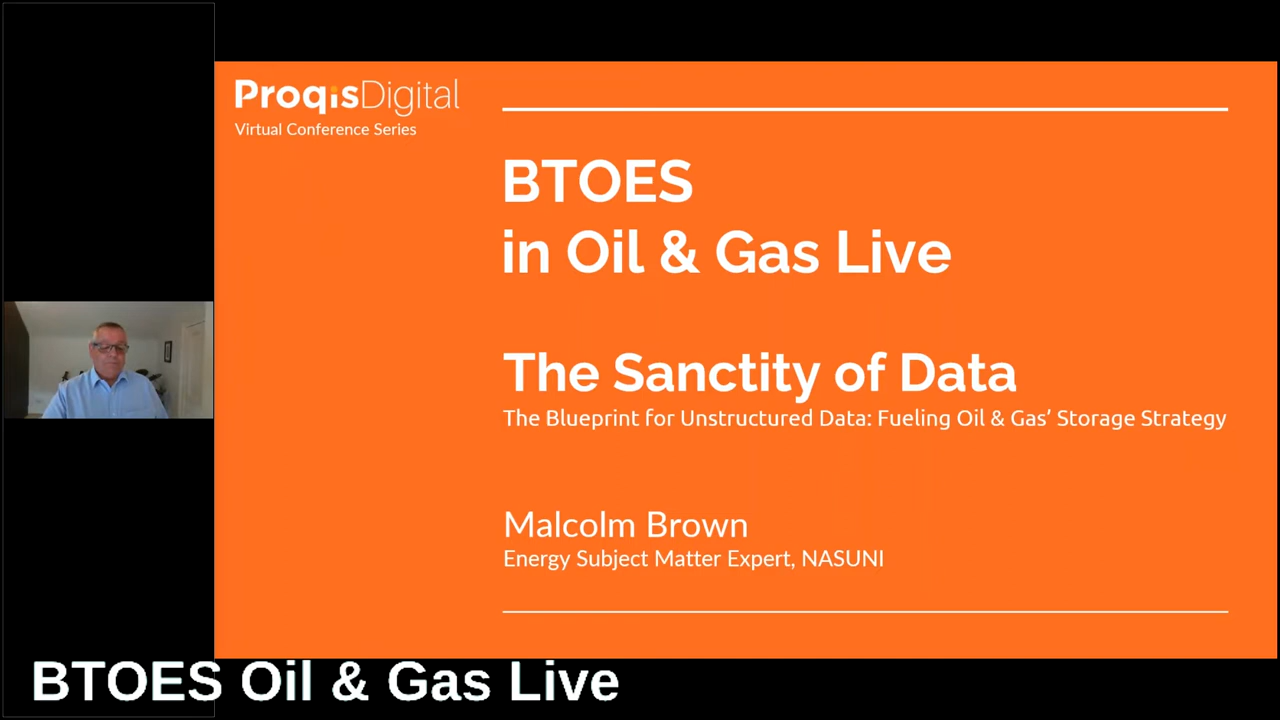 ProqisDigital
Virtual Conference Series
BTOES
in Oil & Gas Live
The Sanctity of Data
The Blueprint for Unstructured Data: Fueling Oil & Gas’ Storage Strategy
Malcolm Brown
Energy Subject Matter Expert, NASUNI
BTOES Oil & Gas Live